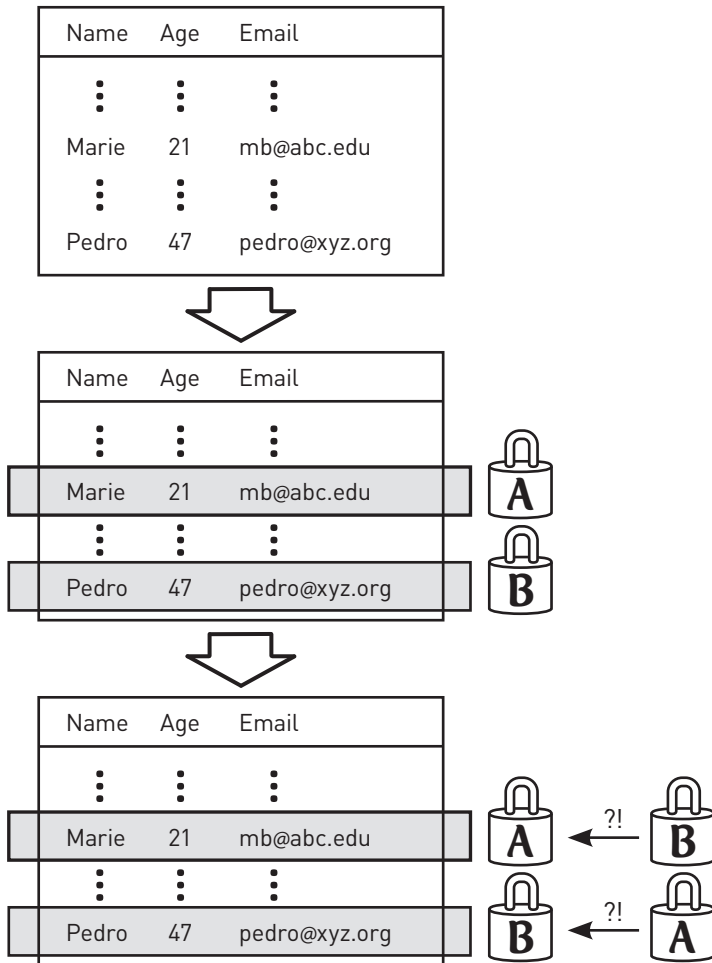 Name Age Email
Marie 21 mb@abc.edu
Pedro 47 pedro@xyz.org
Name Age Email
Marie 21 mb@abc.edu A
Pedro 47 pedro@xyz.org B
Name Age Email
Marie 21 mb@abc.edu A ?! B
Pedro 47 pedro@xyz.org B ?! A